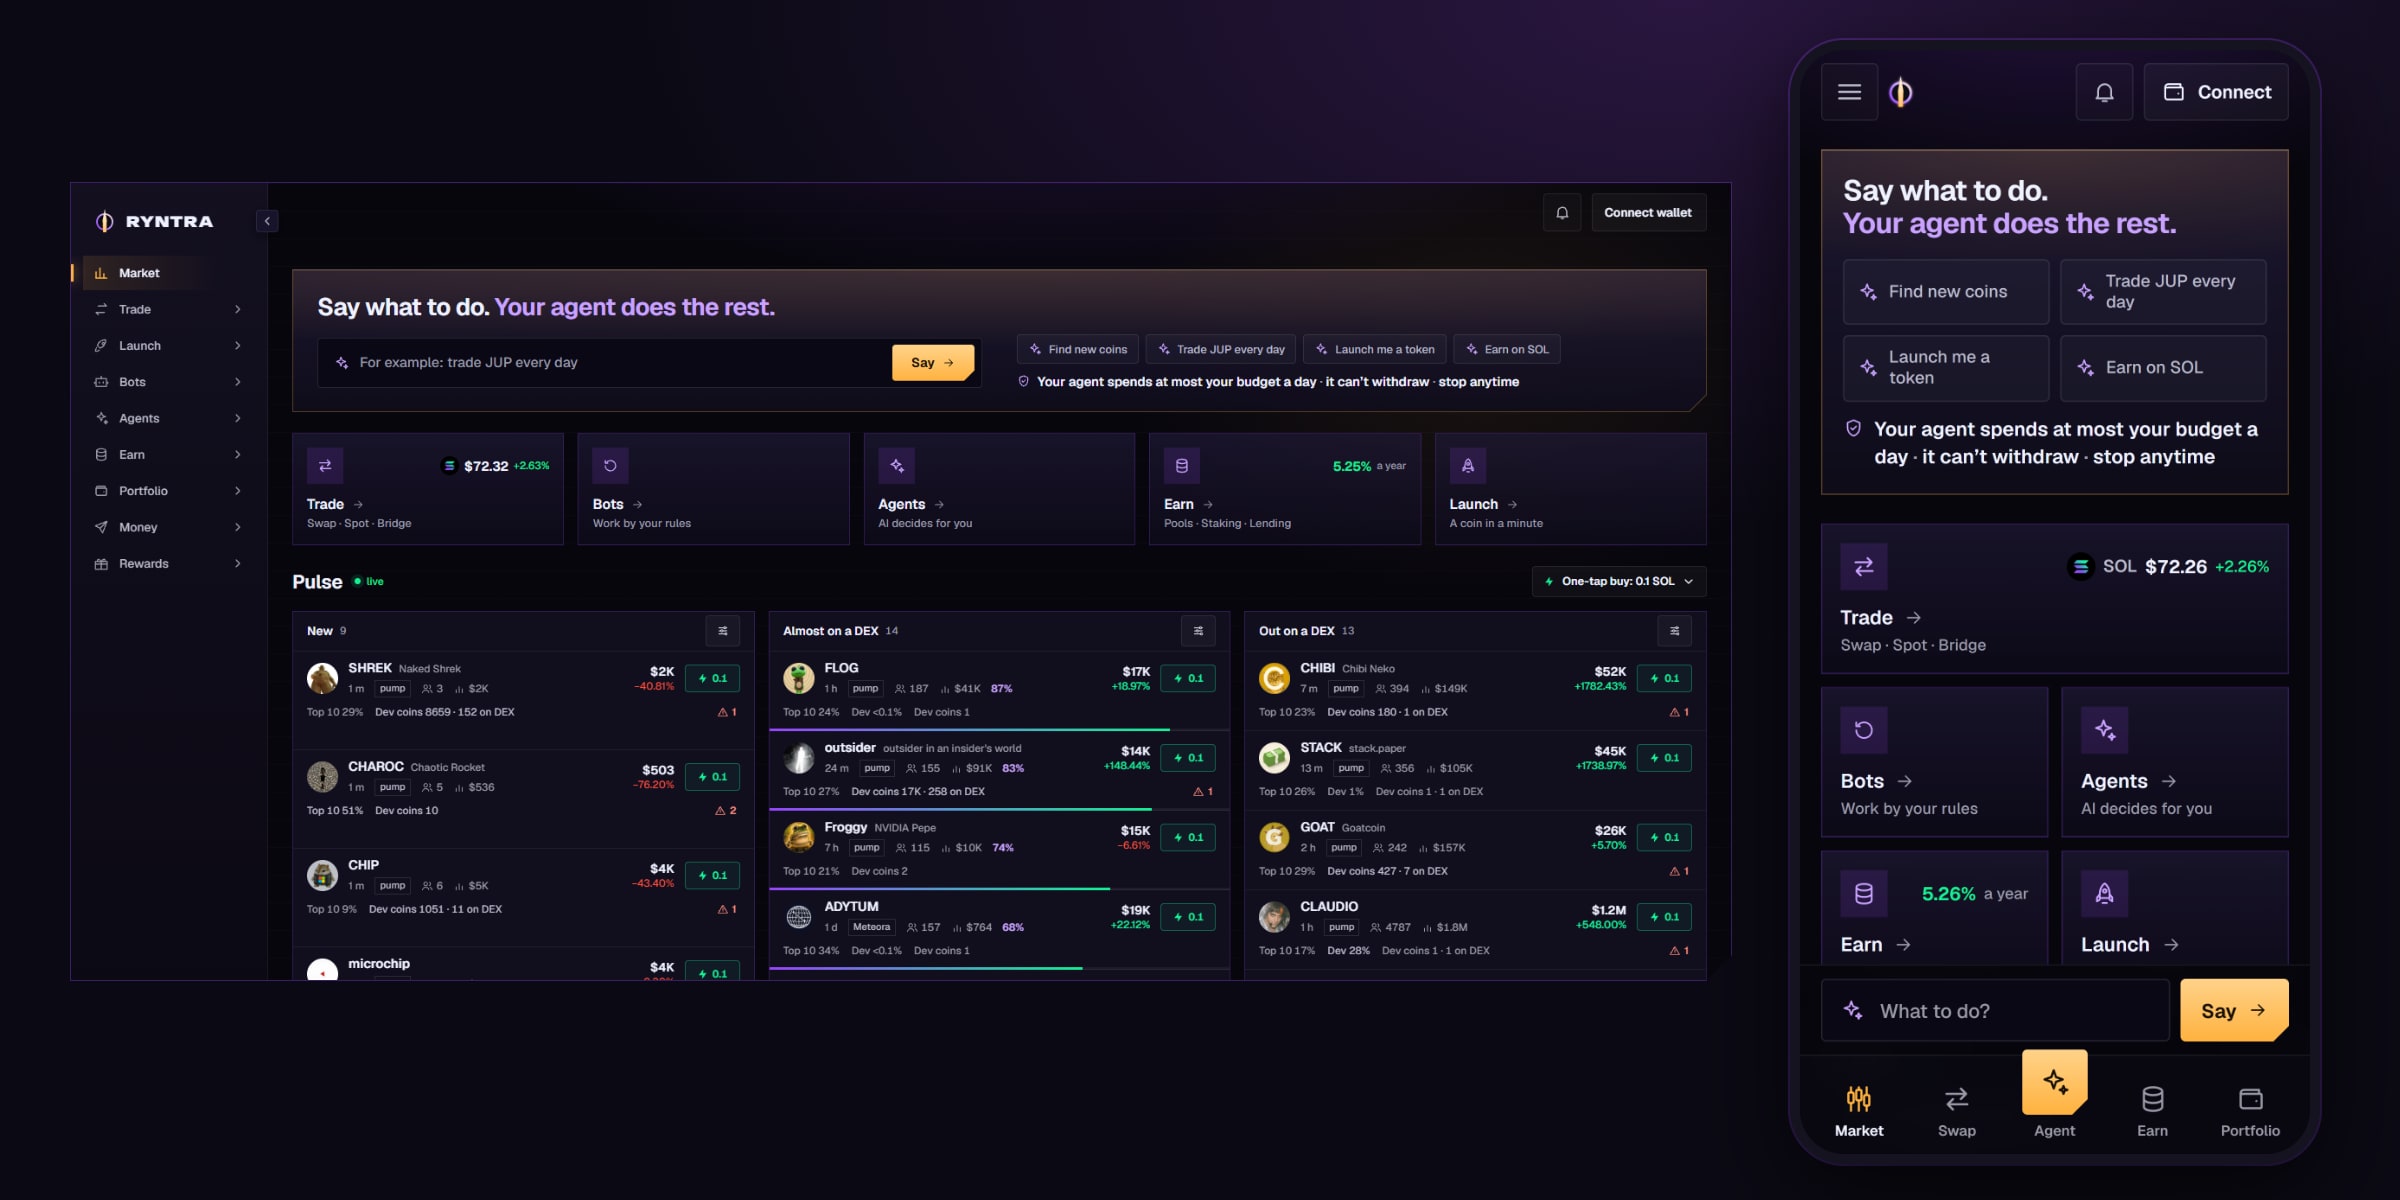 RYNTRA
Market
Trade
Launch
Bots
Agents
Earn
Portfolio
Money
Rewards
Connect wallet
Say what to do. Your agent does the rest.
For example: trade JUP every day
Say
Find new coins
Trade JUP every day
Launch me a token
Earn on SOL
Your agent spends at most your budget a day · it can't withdraw · stop anytime
$72.32 +2.63%
Trade
Swap · Spot · Bridge
Bots
Work by your rules
Agents
AI decides for you
5.25% a year
Earn
Pools · Staking · Lending
Launch
A coin in a minute
Pulse live
One-tap buy: 0.1 SOL
New 9
SHREK Naked Shrek $2K 0.1
1 m pump 3 $2K -40.81%
Top 10 29% Dev coins 8659 · 152 on DEX 1
CHAROC Chaotic Rocket $503 0.1
1 m pump 5 $536 -76.20%
Top 10 51% Dev coins 10 2
CHIP $4K 0.1
1 m pump 6 $5K -43.40%
Top 10 9% Dev coins 1051 · 11 on DEX 1
microchip $4K 0.1
Almost on a DEX 14
FLOG $17K 0.1
1 h pump 187 $41K 87% +18.97%
Top 10 24% Dev <0.1% Dev coins 1
outsider outsider in an insider's world $14K 0.1
24 m pump 155 $91K 83% +148.44%
Top 10 27% Dev coins 17K · 258 on DEX 1
Froggy NVIDIA Pepe $15K 0.1
7 h pump 115 $10K 74% -6.61%
Top 10 21% Dev coins 2
ADYTUM $19K 0.1
1 d Meteora 157 $764 68% +22.12%
Top 10 34% Dev <0.1% Dev coins 1
Out on a DEX 13
CHIBI Chibi Neko $52K 0.1
7 m pump 394 $149K +1782.43%
Top 10 23% Dev coins 180 · 1 on DEX 1
STACK stack.paper $45K 0.1
13 m pump 356 $105K +1738.97%
Top 10 26% Dev 1% Dev coins 1 · 1 on DEX
GOAT Goatcoin $26K 0.1
2 h pump 242 $157K +5.70%
Top 10 29% Dev coins 427 · 7 on DEX 1
CLAUDIO $1.2M 0.1
1 h pump 4787 $1.8M +548.00%
Top 10 17% Dev 28% Dev coins 1 · 1 on DEX 1
Connect
Say what to do.
Your agent does the rest.
Find new coins
Trade JUP every
day
Launch me a
token
Earn on SOL
Your agent spends at most your budget a
day · it can't withdraw · stop anytime
SOL $72.26 +2.26%
Trade
Swap · Spot · Bridge
Bots
Work by your rules
Agents
AI decides for you
5.26% a year
Earn
Launch
What to do?
Say
Market
Swap
Agent
Earn
Portfolio